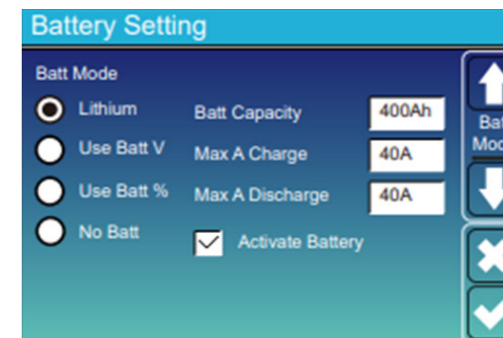 Battery Setting
Batt Mode
Lithium
Batt Capacity 400Ah
Use Batt V
Max A Charge 40A
Use Batt %
Max A Discharge 40A
No Batt
Activate Battery